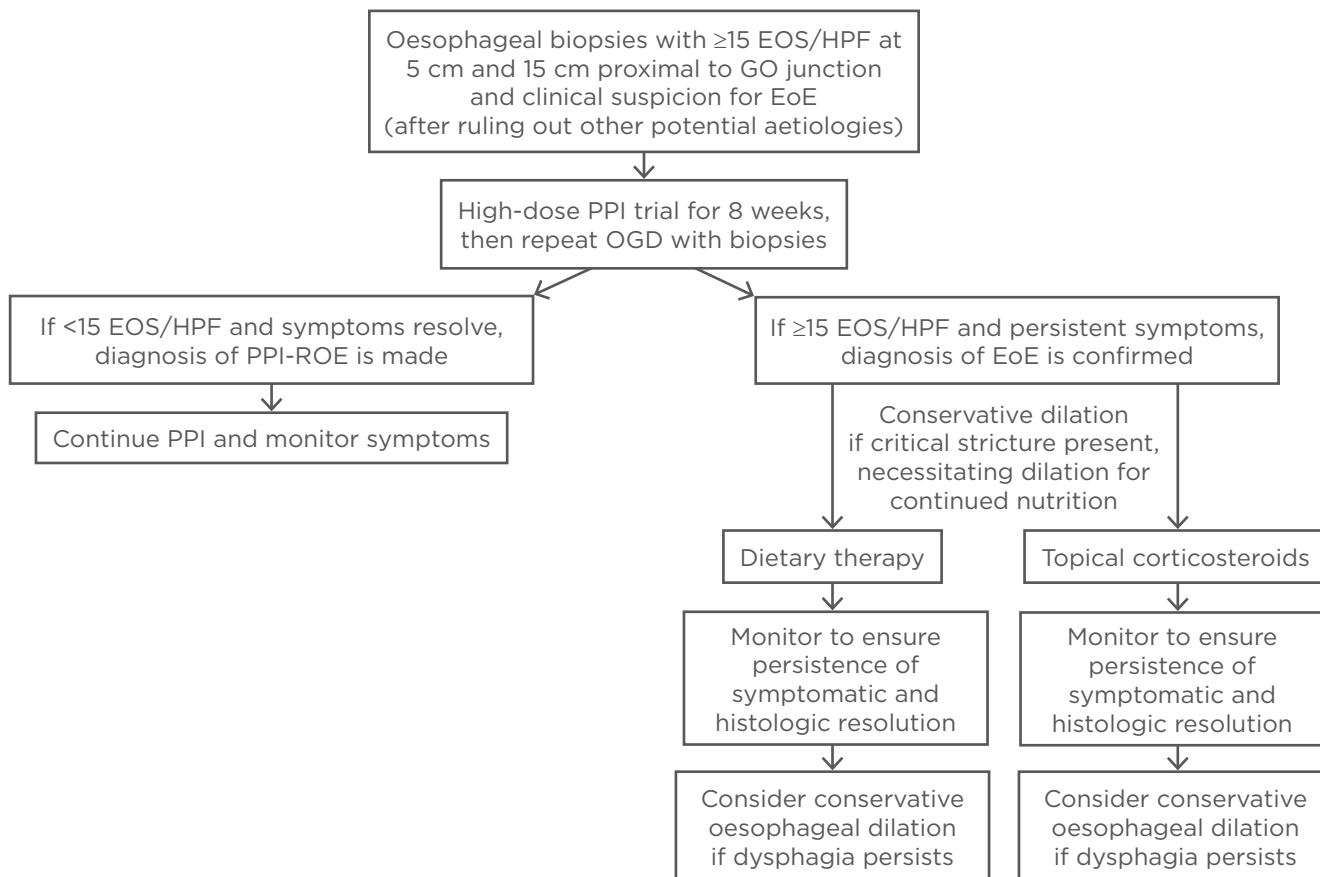 Oesophageal biopsies with ≥15 EOS/HPF at
5 cm and 15 cm proximal to GO junction
and clinical suspicion for EoE
(after ruling out other potential aetiologies)
High-dose PPI trial for 8 weeks,
then repeat OGD with biopsies
If <15 EOS/HPF and symptoms resolve,
diagnosis of PPI-ROE is made
Continue PPI and monitor symptoms
If ≥15 EOS/HPF and persistent symptoms,
diagnosis of EoE is confirmed
Conservative dilation
if critical stricture present,
necessitating dilation for
continued nutrition
Dietary therapy
Monitor to ensure
persistence of
symptomatic and
histologic resolution
Consider conservative
oesophageal dilation
if dysphagia persists
Topical corticosteroids
Monitor to ensure
persistence of
symptomatic and
histologic resolution
Consider conservative
oesophageal dilation
if dysphagia persists